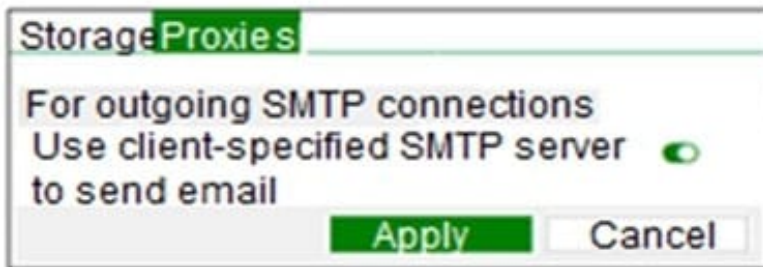 Storage Proxies
For outgoing SMTP connections
Use client-specified SMTP server
to send email
Apply Cancel